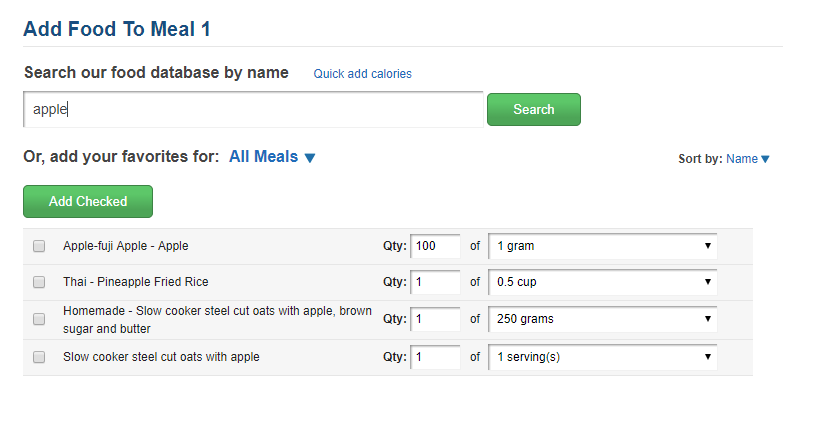 Add Food To Meal 1
Search our food database by name Quick add calories
apple Search
Or, add your favorites for: All Meals ▼ Sort by: Name ▼
Add Checked
Apple-fuji Apple - Apple Qty: 100 of 1 gram
Thai - Pineapple Fried Rice Qty: 1 of 0.5 cup
Homemade - Slow cooker steel cut oats with apple, brown
sugar and butter Qty: 1 of 250 grams
Slow cooker steel cut oats with apple Qty: 1 of 1 serving(s)